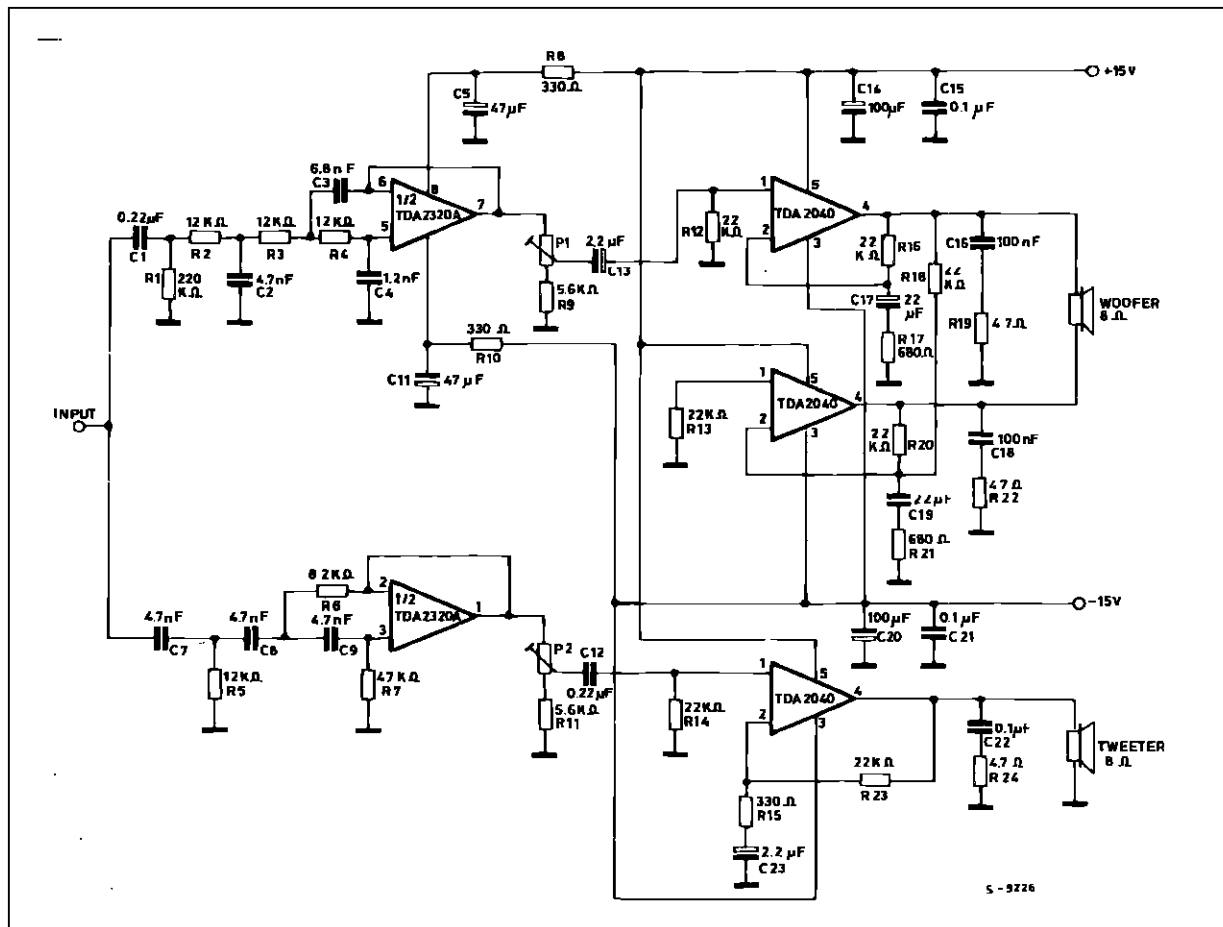 R8
330Ω
+15V
C5
47µF
C14
100µF
C15
0.1µF
6.8nF
C3
6
8
1/2
TDA2320A
7
5
0.22µF
C1
12KΩ
R2
12KΩ
R3
12KΩ
R4
R1
220
KΩ
4.7nF
C2
1.2nF
C4
P1
5.6KΩ
R9
2.2µF
C13
R12
22
KΩ
1
5
TDA2040
4
2
3
22
KΩ
R16
R18
22
KΩ
C16
100nF
C17
22
µF
R17
680Ω
R19
4.7Ω
WOOFER
8Ω
330Ω
R10
C11
47µF
1
5
TDA2040
4
2
3
22KΩ
R13
22
KΩ
R20
100nF
C18
22µF
C19
4.7Ω
R22
680Ω
R21
INPUT
8.2KΩ
R6
2
1/2
TDA2320A
1
3
4.7nF
C7
4.7nF
C8
4.7nF
C9
12KΩ
R5
47KΩ
R7
P2
5.6KΩ
R11
C12
0.22µF
22KΩ
R14
-15V
100µF
C20
0.1µF
C21
1
5
TDA2040
4
2
3
22KΩ
R23
330Ω
R15
2.2µF
C23
0.1µF
C22
4.7Ω
R24
TWEETER
8Ω
S-9226